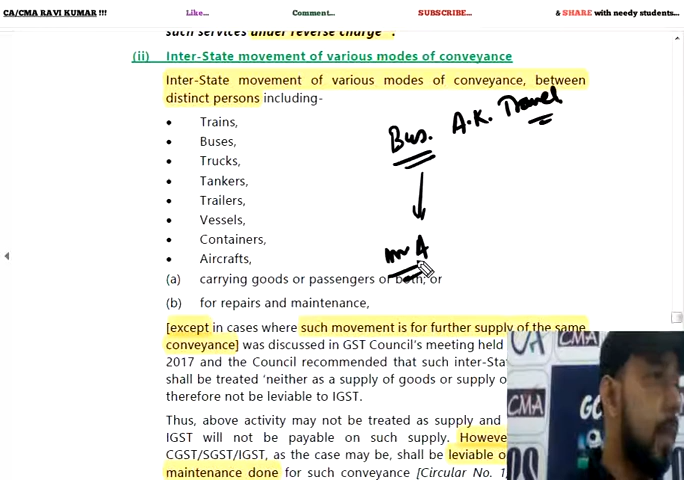 CA/CMA RAVI KUMAR
Like...
Comment...
SUBSCRIBE...
& SHARE with needy students...
such services under reverse charge".
(ii) Inter-State movement of various modes of conveyance
Inter-State movement of various modes of conveyance, between
distinct persons including-
• Trains,
• Buses,
• Trucks,
• Tankers,
• Trailers,
• Vessels,
• Containers,
• Aircrafts,
Bus. A.K. Travel
A
(a) carrying goods or passengers or both; or
(b) for repairs and maintenance,
[except in cases where such movement is for further supply of the same
conveyance] was discussed in GST Council's meeting held
2017 and the Council recommended that such inter-Sta
shall be treated 'neither as a supply of goods or supply o
therefore not be leviable to IGST.
Thus, above activity may not be treated as supply and
IGST will not be payable on such supply. Howeve
CGST/SGST/IGST, as the case may be, shall be leviable o
maintenance done for such conveyance [Circular No. 1,
CMA
CMA
GC